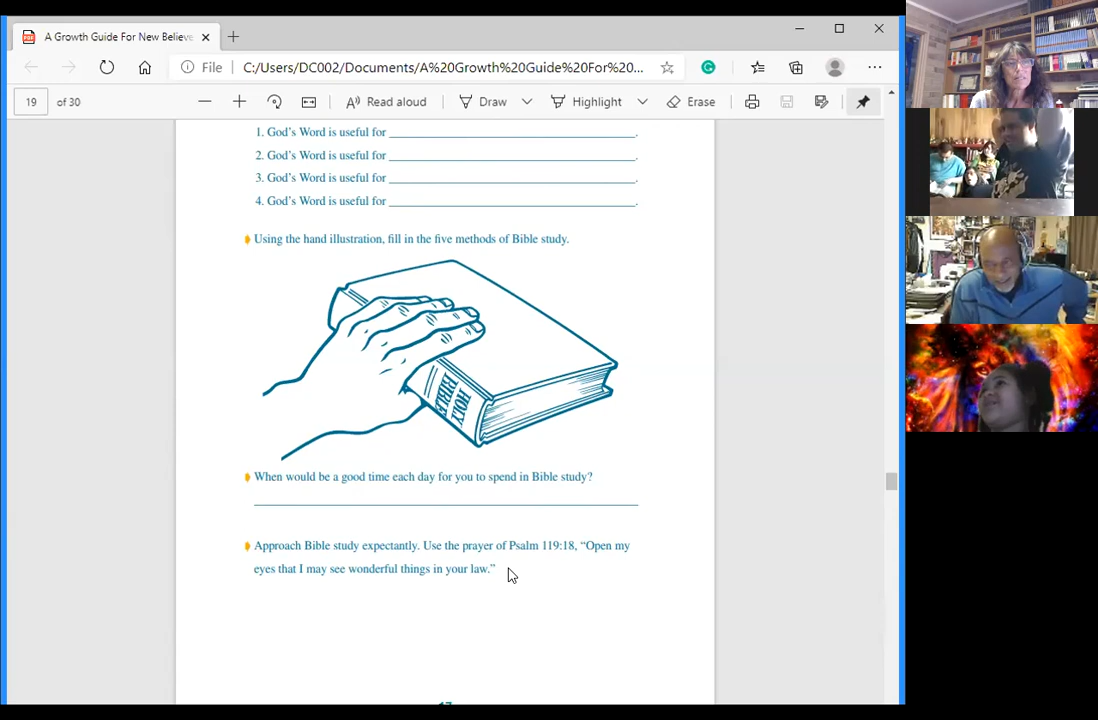 A Growth Guide For New Believe
File C:/Users/DC002/Documents/A%20Growth%20Guide%20For%20...
19 of 30 Read aloud Draw Highlight Erase
1. God's Word is useful for ___.
2. God's Word is useful for ___.
3. God's Word is useful for ___.
4. God's Word is useful for ___.
Using the hand illustration, fill in the five methods of Bible study.
HOLY
BIBLE
When would be a good time each day for you to spend in Bible study?
Approach Bible study expectantly. Use the prayer of Psalm 119:18, “Open my
eyes that I may see wonderful things in your law.”